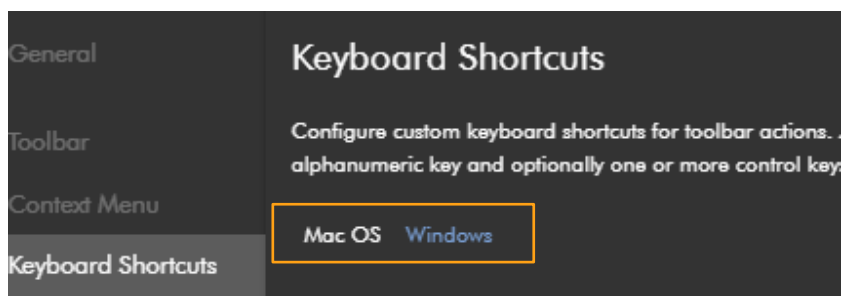 General
Toolbar
Context Menu
Keyboard Shortcuts
Keyboard Shortcuts
Configure custom keyboard shortcuts for toolbar actions.
alphanumeric key and optionally one or more control key
Mac OS Windows